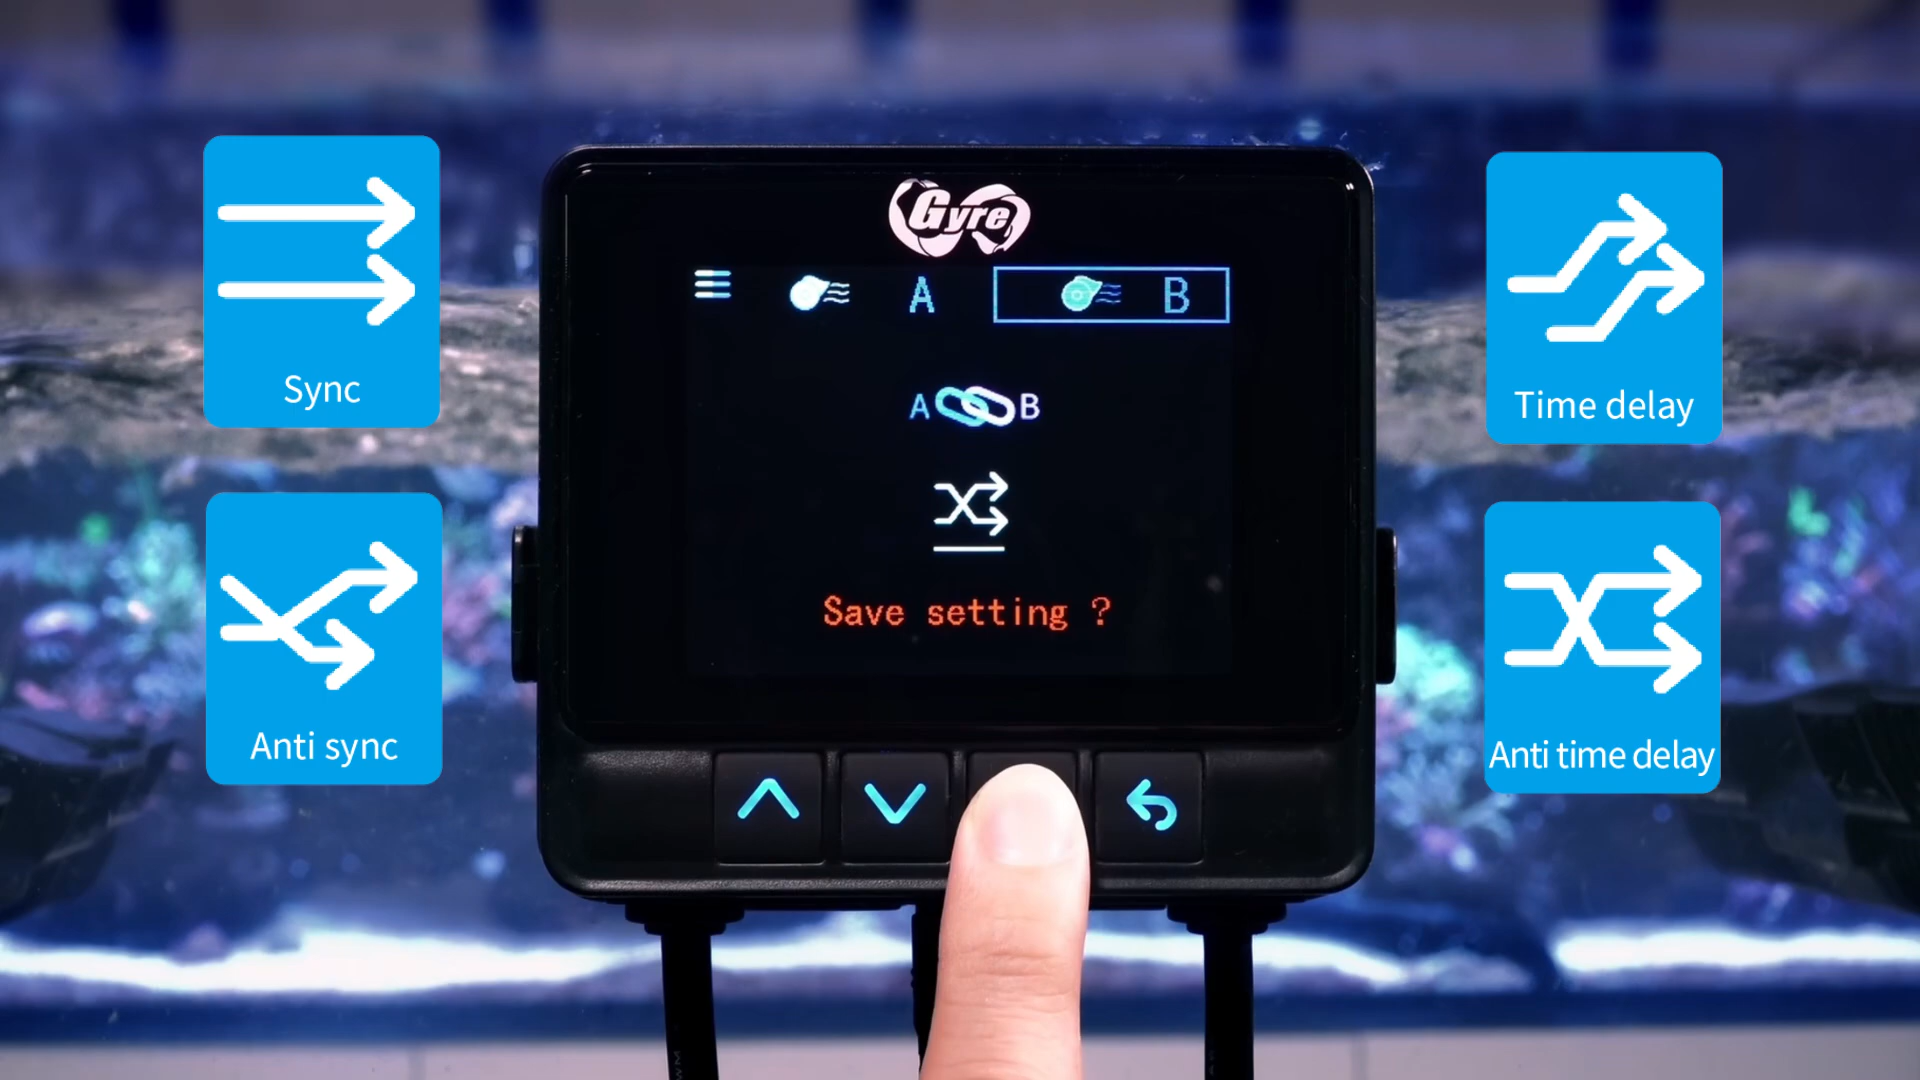 Gyre
A
B
A B
Save setting ?
Sync
Anti sync
Time delay
Anti time delay